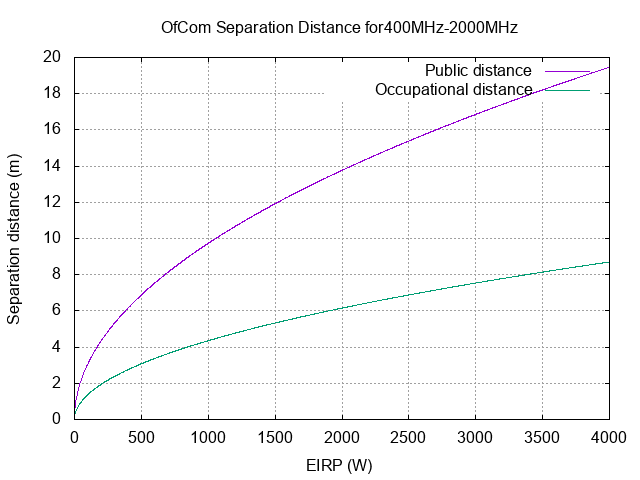 OfCom Separation Distance for400MHz-2000MHz
Public distance
Occupational distance
Separation distance (m)
20
18
16
14
12
10
8
6
4
2
0
0 500 1000 1500 2000 2500 3000 3500 4000
EIRP (W)